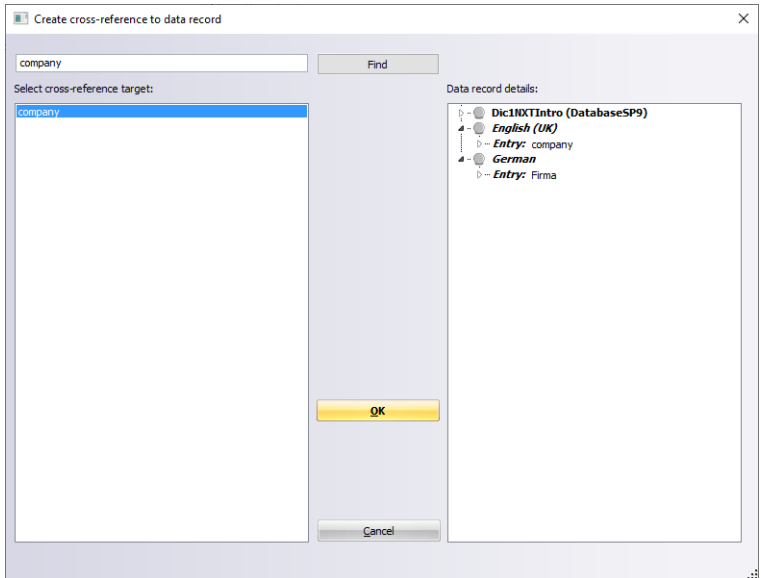 Create cross-reference to data record
company
Find
Select cross-reference target:
company
Data record details:
Dic1NXTIntro (DatabaseSP9)
English (UK)
Entry: company
German
Entry: Firma
OK
Cancel